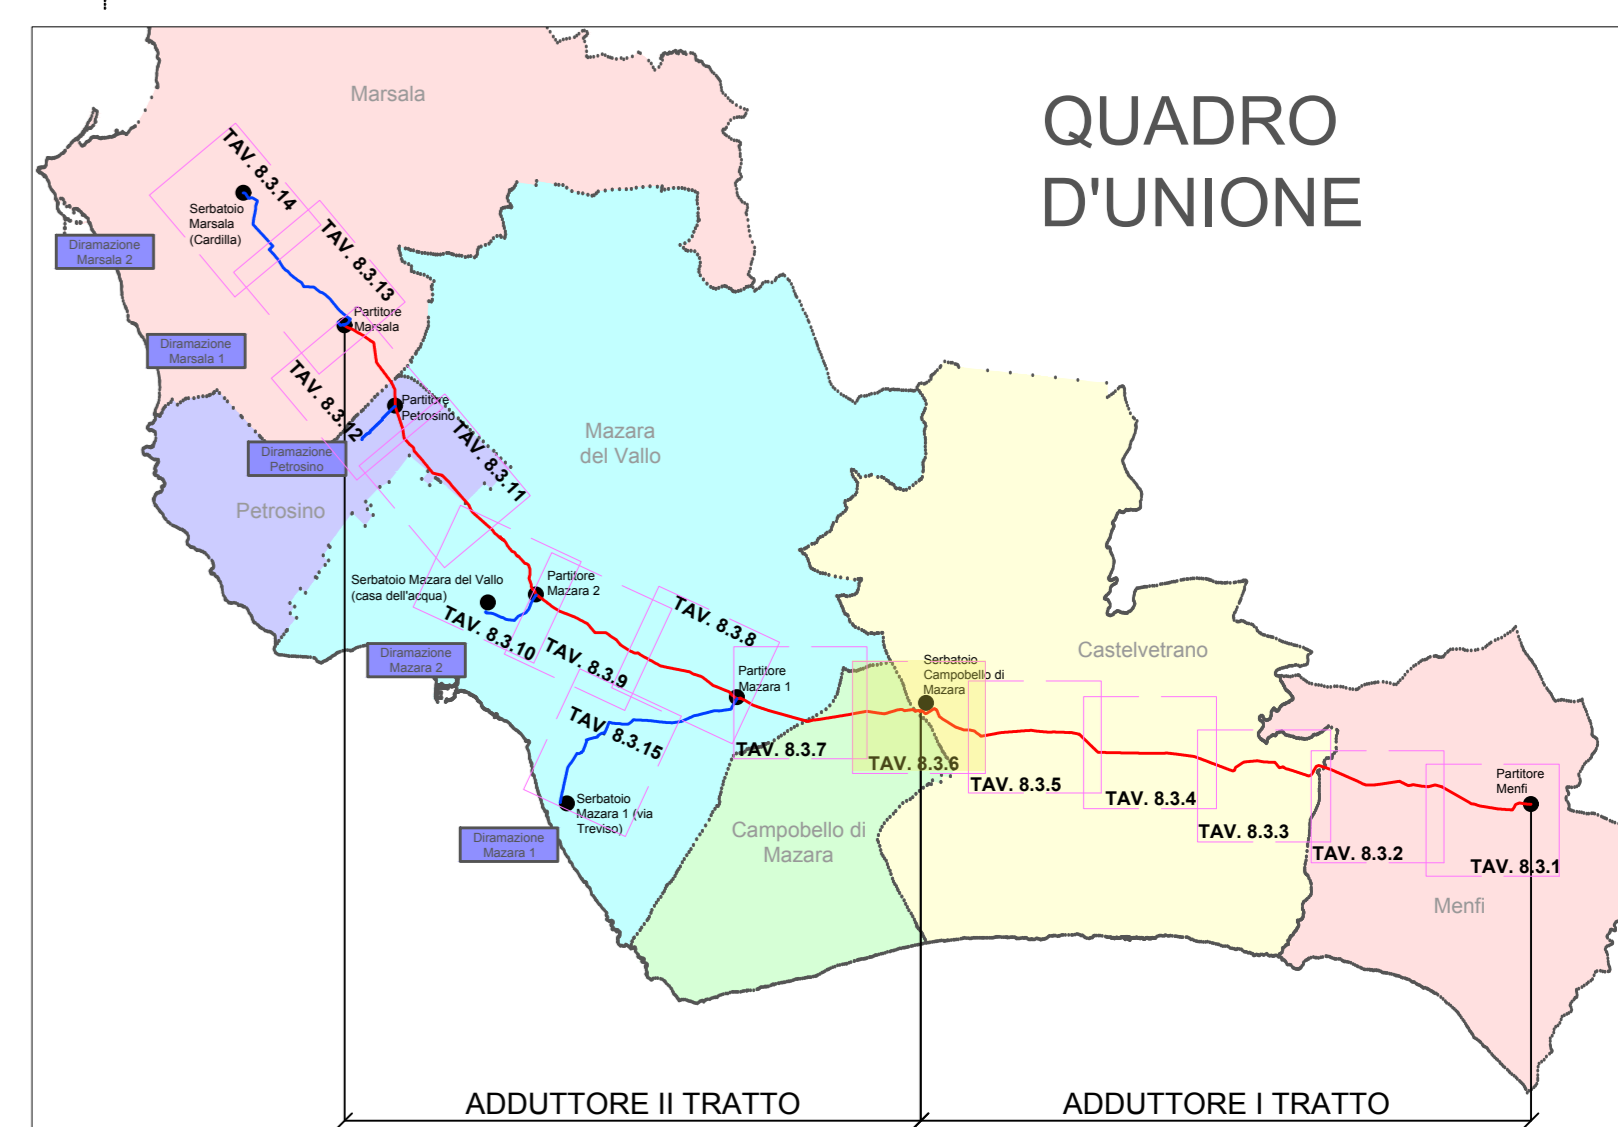 QUADRO
D'UNIONE
Marsala
TAV. 8.3.14
Serbatoio
Marsala
(Cardilla)
Diramazione
Marsala 2
TAV. 8.3.13
Partitore
Marsala
Diramazione
Marsala 1
TAV. 8.3.12
Partitore
Petrosino
Diramazione
Petrosino
TAV. 8.3.11
Petrosino
Mazara
del Vallo
Serbatoio Mazara del Vallo
(casa dell'acqua)
Partitore
Mazara 2
TAV. 8.3.10
TAV. 8.3.9
TAV. 8.3.8
Diramazione
Mazara 2
Partitore
Mazara 1
TAV. 8.3.15
TAV. 8.3.7
Serbatoio
Mazara 1 (via
Treviso)
Diramazione
Mazara 1
Campobello di
Mazara
Serbatoio
Campobello di
Mazara
TAV. 8.3.6
Castelvetrano
TAV. 8.3.5
TAV. 8.3.4
TAV. 8.3.3
TAV. 8.3.2
Partitore
Menfi
TAV. 8.3.1
Menfi
ADDUTTORE II TRATTO
ADDUTTORE I TRATTO